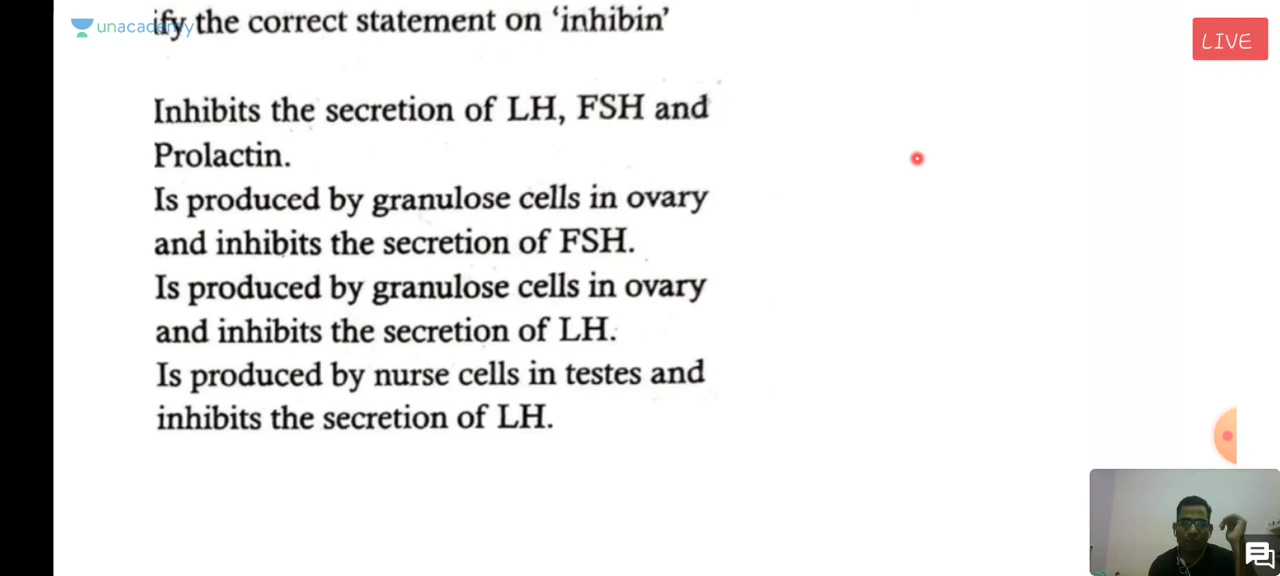 ify the correct statement on ‘inhibin’
unacademy
LIVE
Inhibits the secretion of LH, FSH and
Prolactin.
Is produced by granulose cells in ovary
and inhibits the secretion of FSH.
Is produced by granulose cells in ovary
and inhibits the secretion of LH.
Is produced by nurse cells in testes and
inhibits the secretion of LH.